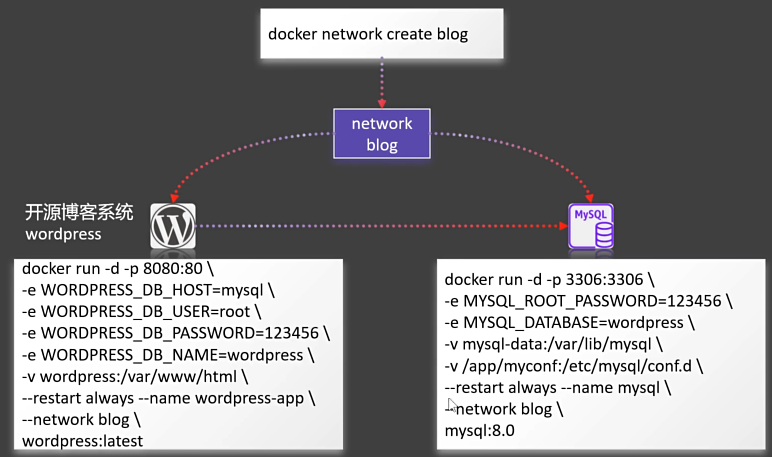 docker network create blog
network
blog
开源博客系统
wordpress
MySQL
docker run -d -p 8080:80 \
-e WORDPRESS_DB_HOST=mysql \
-e WORDPRESS_DB_USER=root \
-e WORDPRESS_DB_PASSWORD=123456 \
-e WORDPRESS_DB_NAME=wordpress \
-v wordpress:/var/www/html \
--restart always --name wordpress-app \
--network blog \
wordpress:latest
docker run -d -p 3306:3306 \
-e MYSQL_ROOT_PASSWORD=123456 \
-e MYSQL_DATABASE=wordpress \
-v mysql-data:/var/lib/mysql \
-v /app/myconf:/etc/mysql/conf.d \
--restart always --name mysql \
--network blog \
mysql:8.0